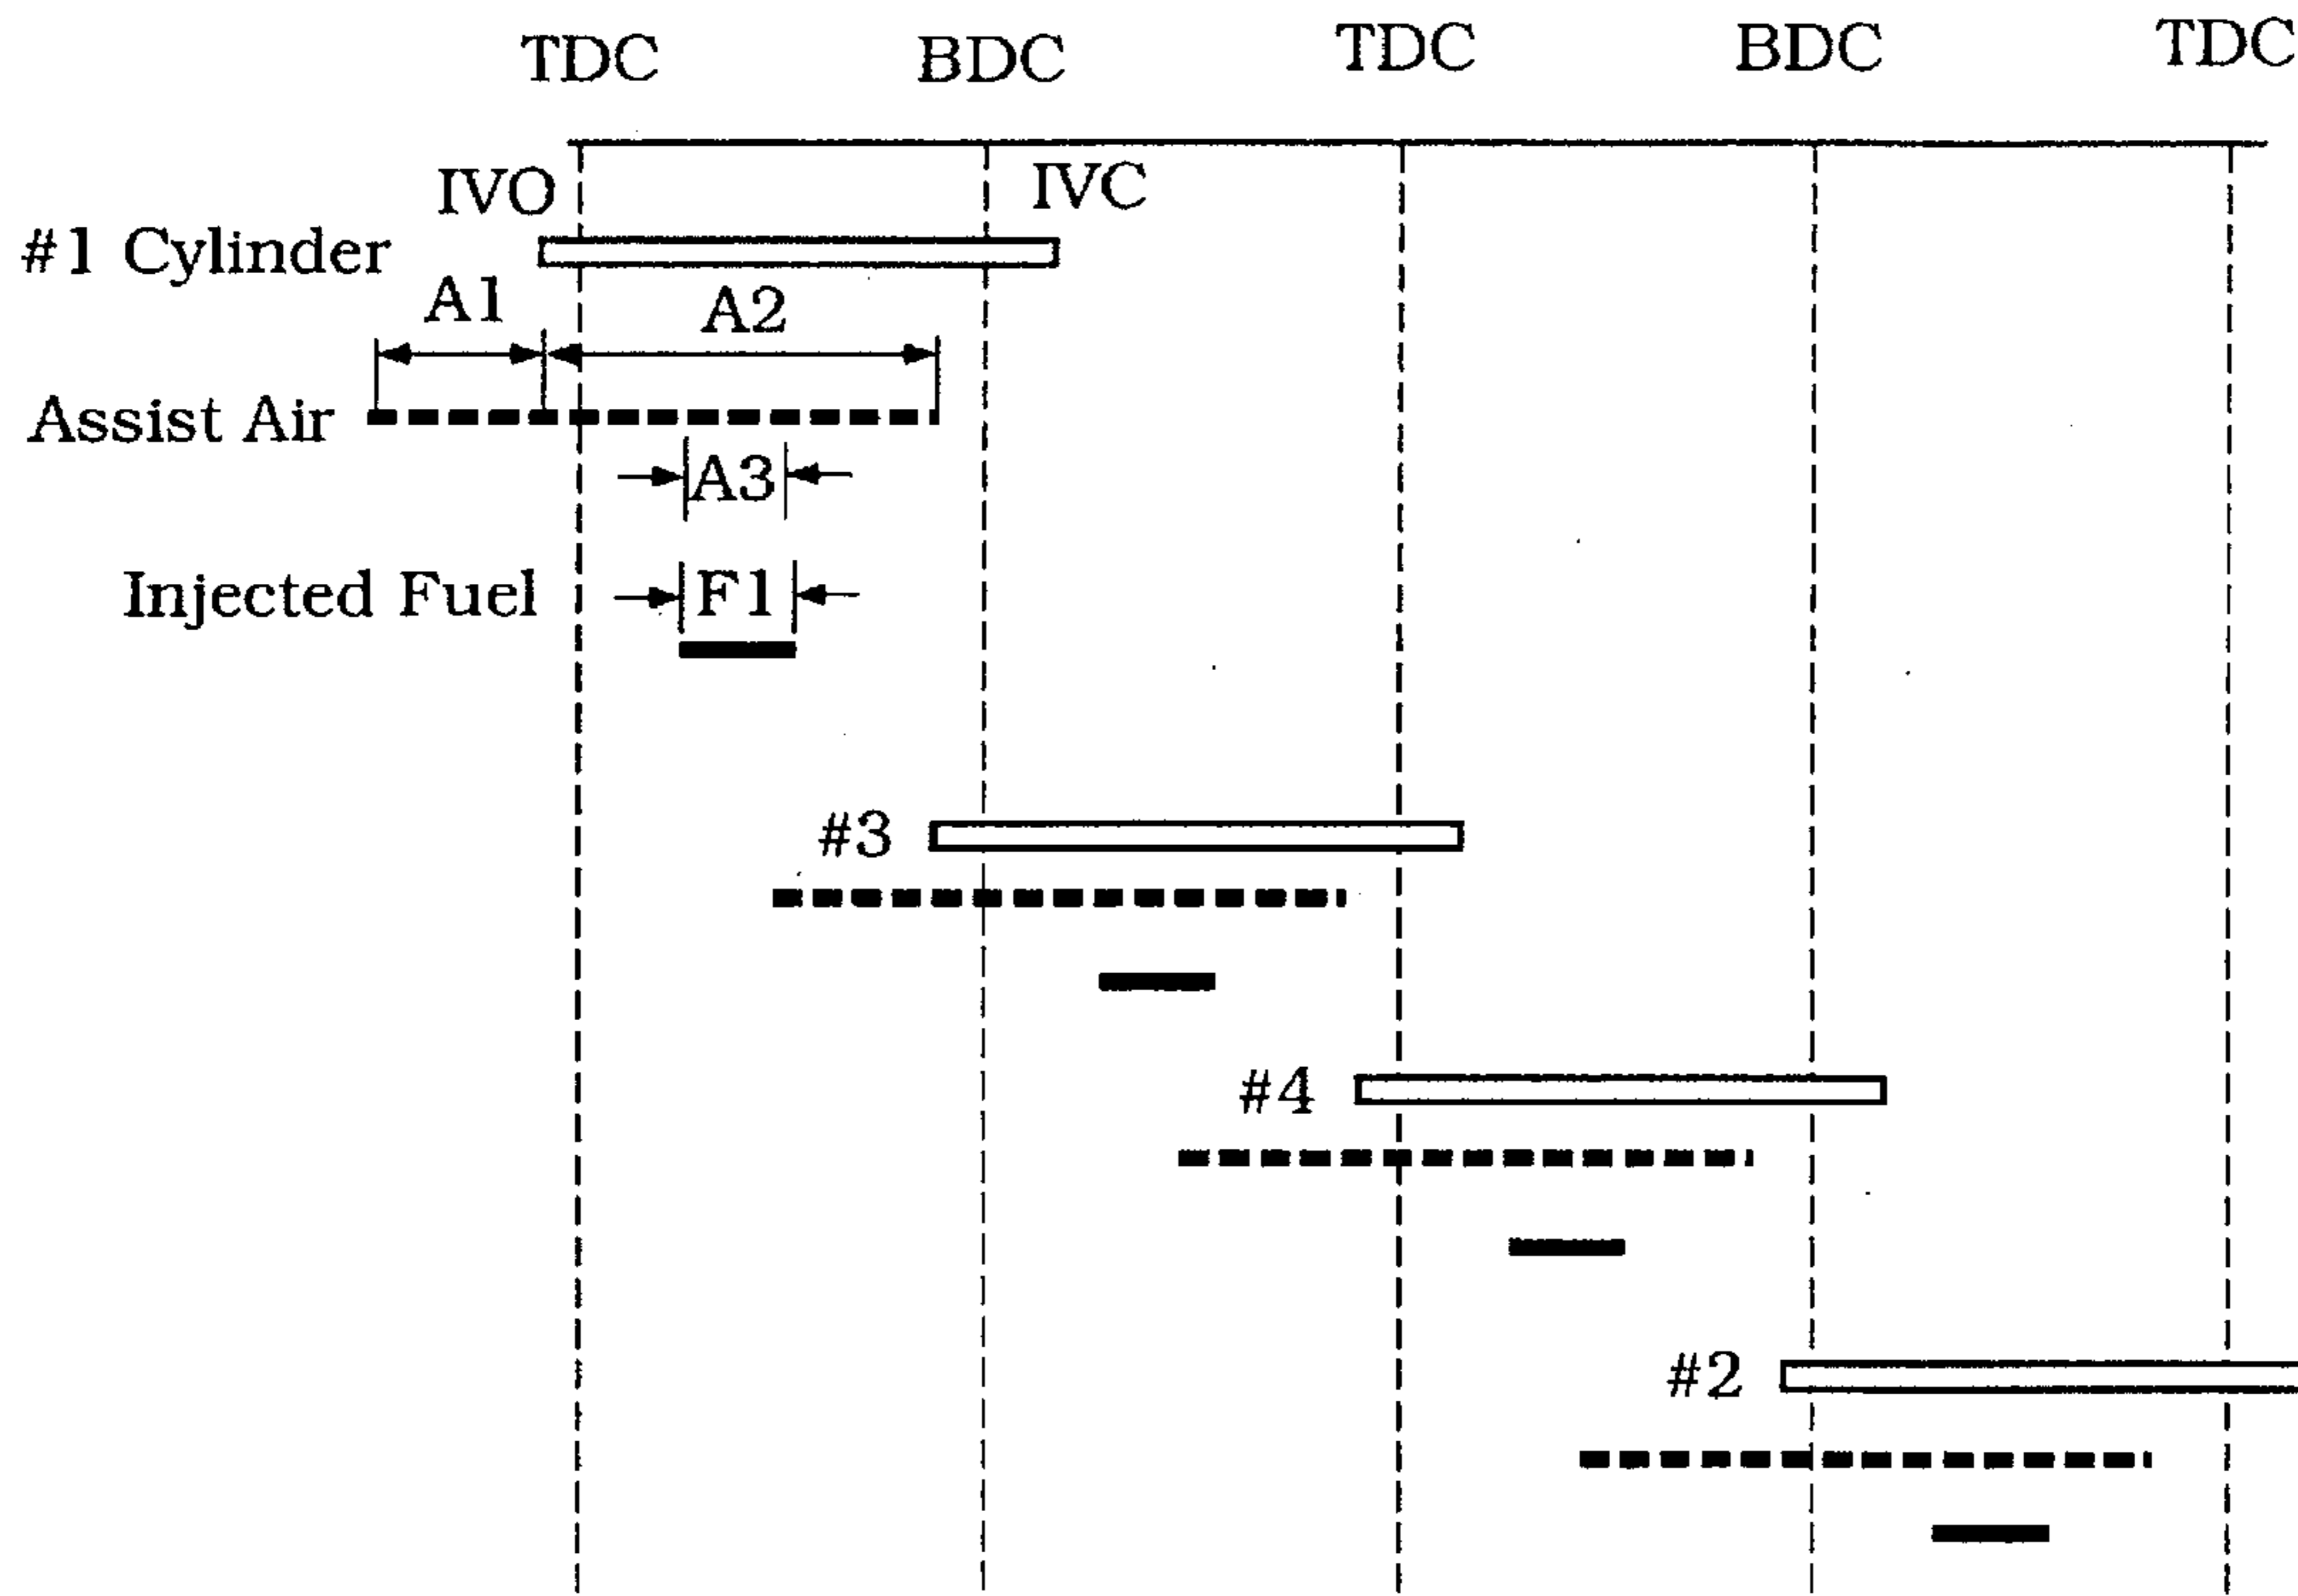 TDC BDC TDC BDC TDC
IVO IVC
#1 Cylinder
A1 A2
Assist Air
A3
Injected Fuel F1
#3
#4
#2